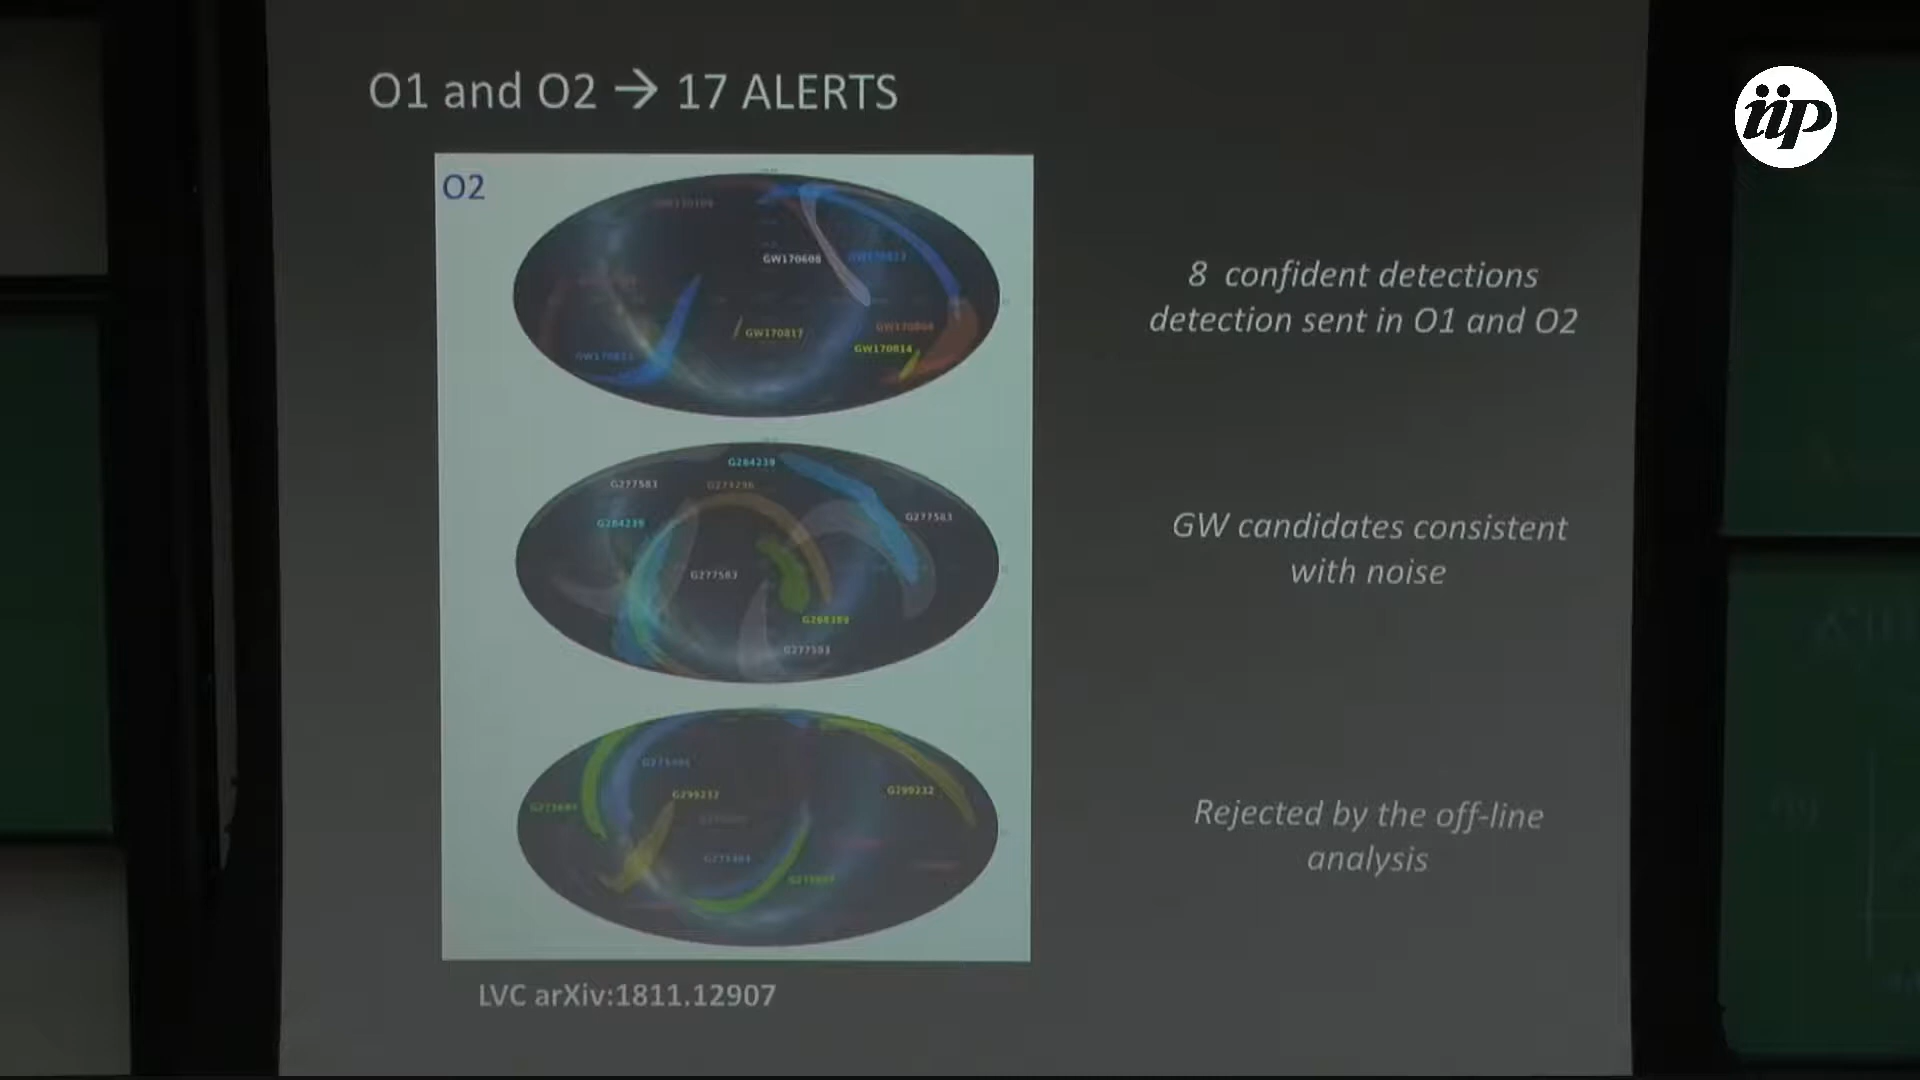 O1 and O2 → 17 ALERTS
iip
O2
GW170608
GW170817
GW170814
8 confident detections
detection sent in O1 and O2
G284239
G277583
G284239
G277583
G277583
G268389
G277583
GW candidates consistent
with noise
G299232
G299232
Rejected by the off-line
analysis
LVC arXiv:1811.12907